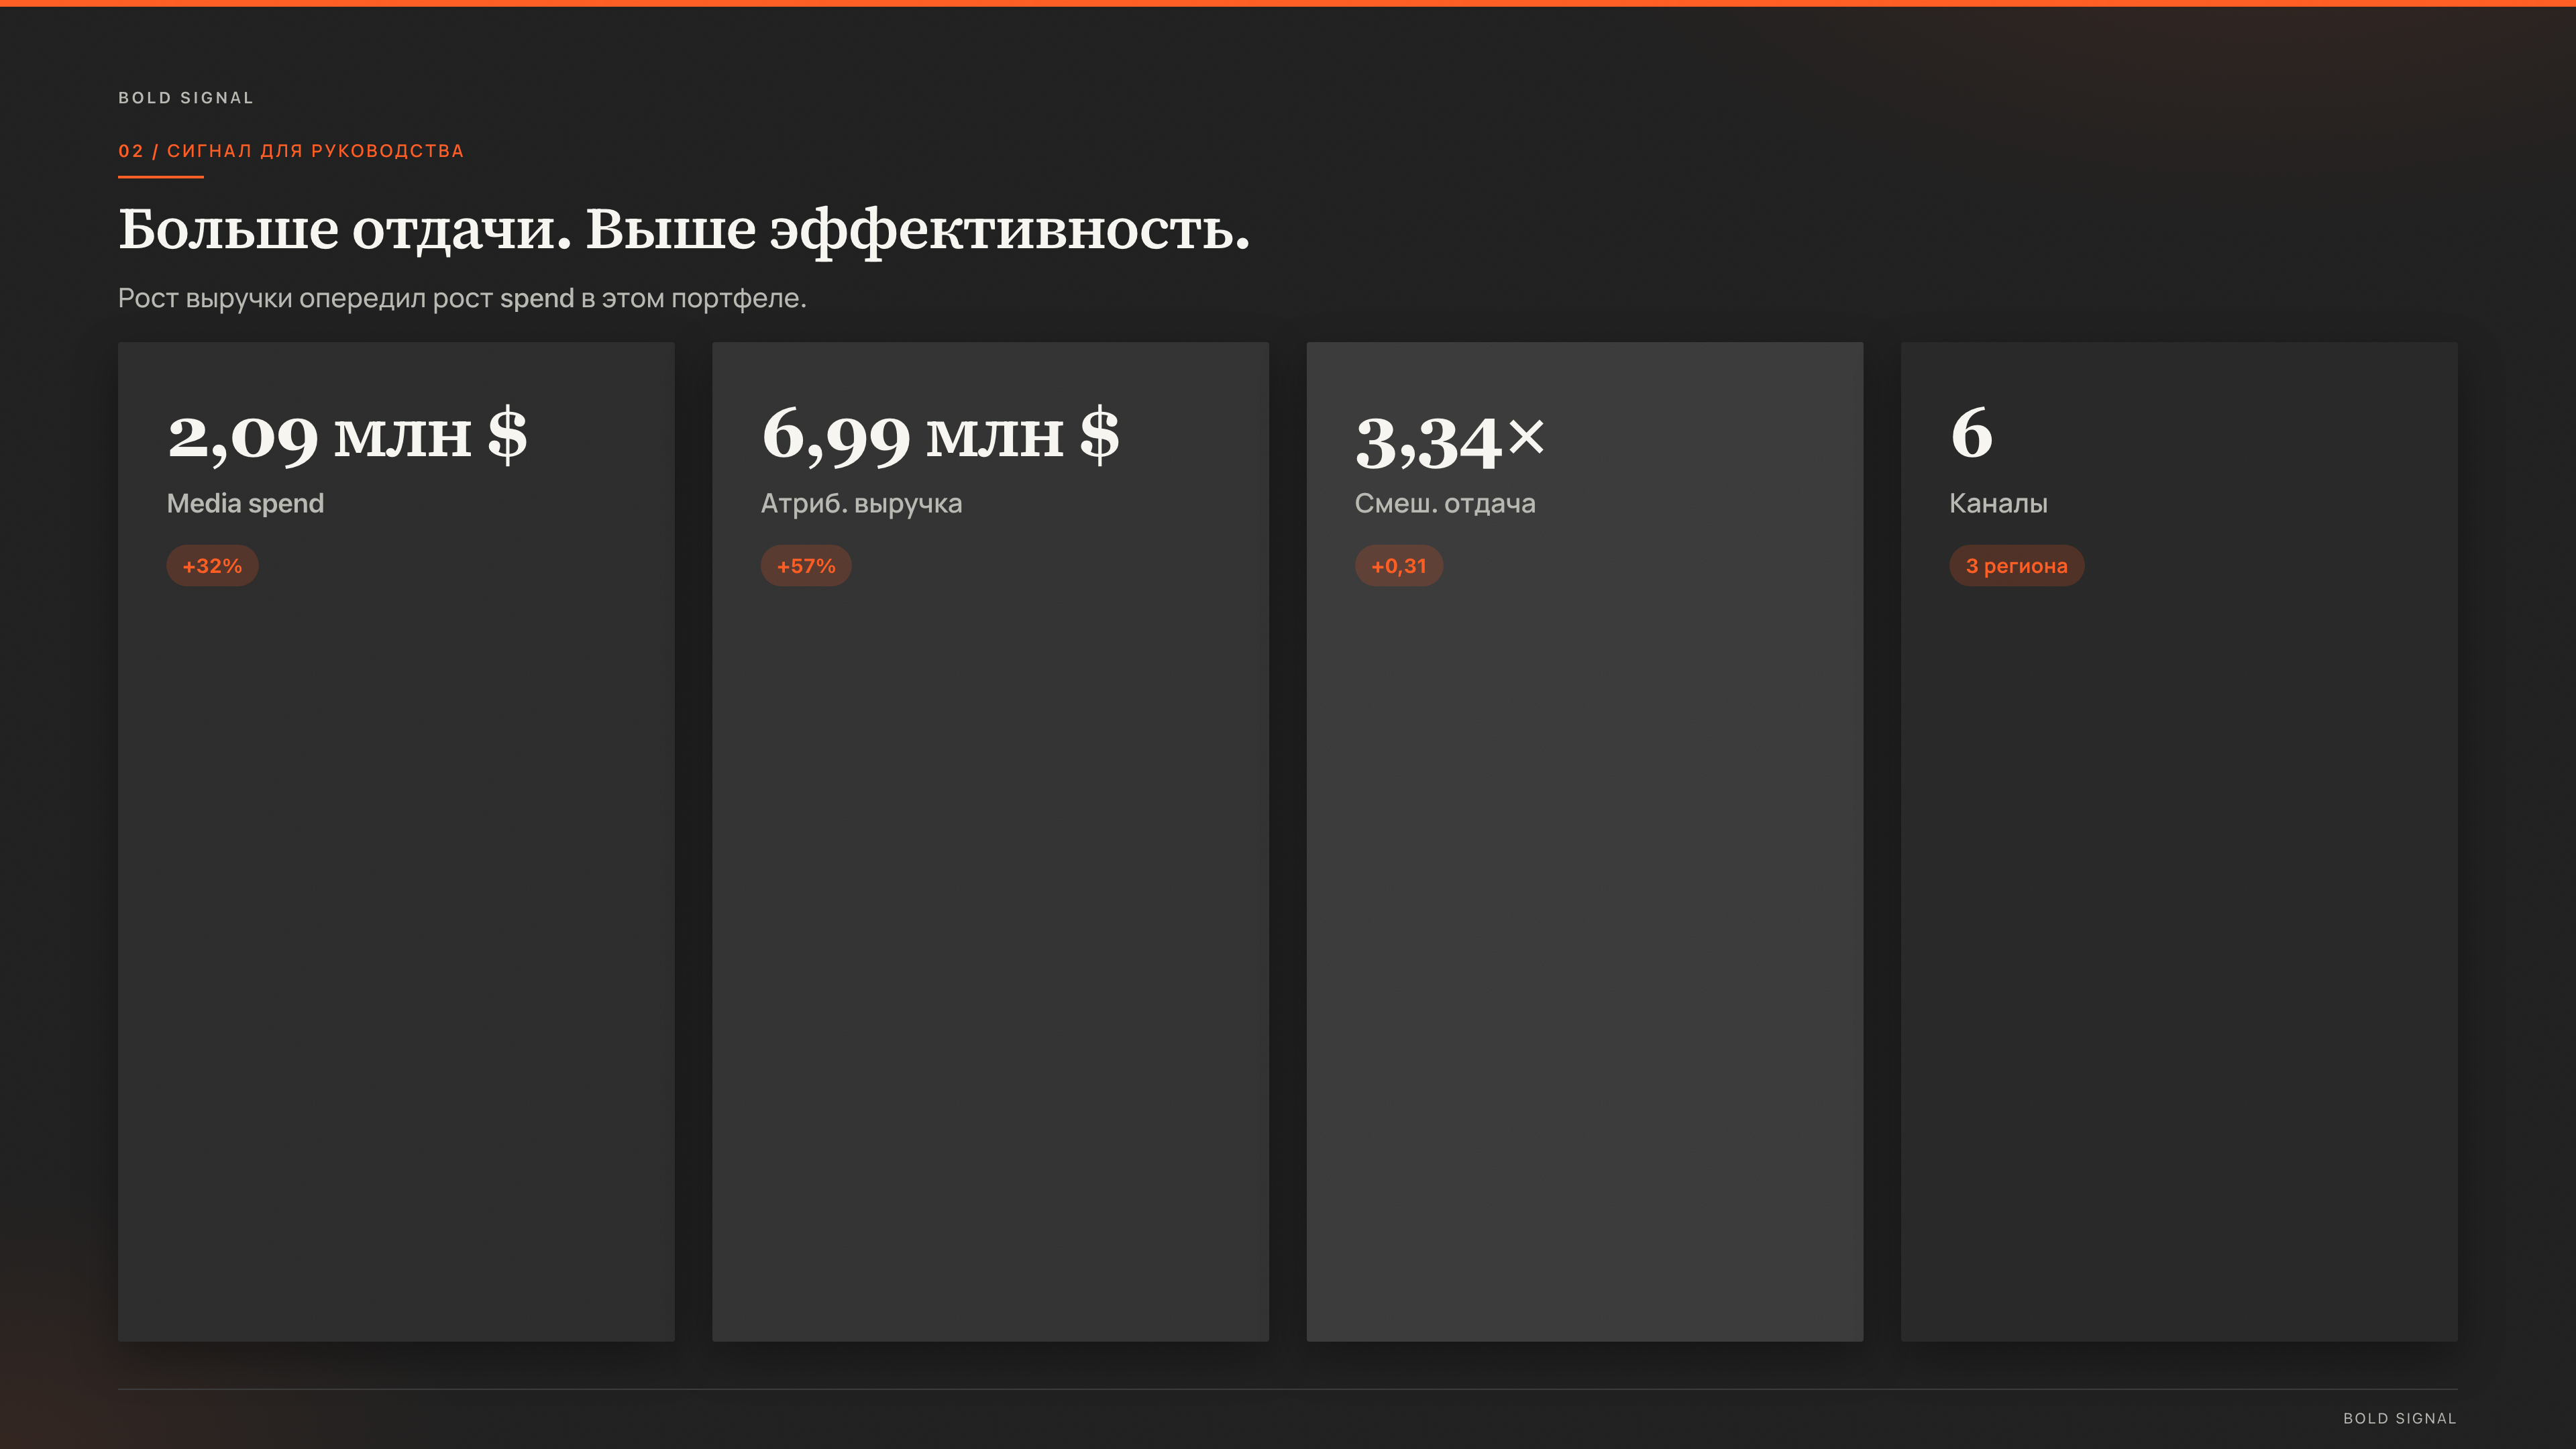 BOLD SIGNAL
02 / СИГНАЛ ДЛЯ РУКОВОДСТВА
Больше отдачи. Выше эффективность.
Рост выручки опередил рост spend в этом портфеле.
2,09 млн $
Media spend
+32%
6,99 млн $
Атриб. выручка
+57%
3,34×
Смеш. отдача
+0,31
6
Каналы
3 региона
BOLD SIGNAL